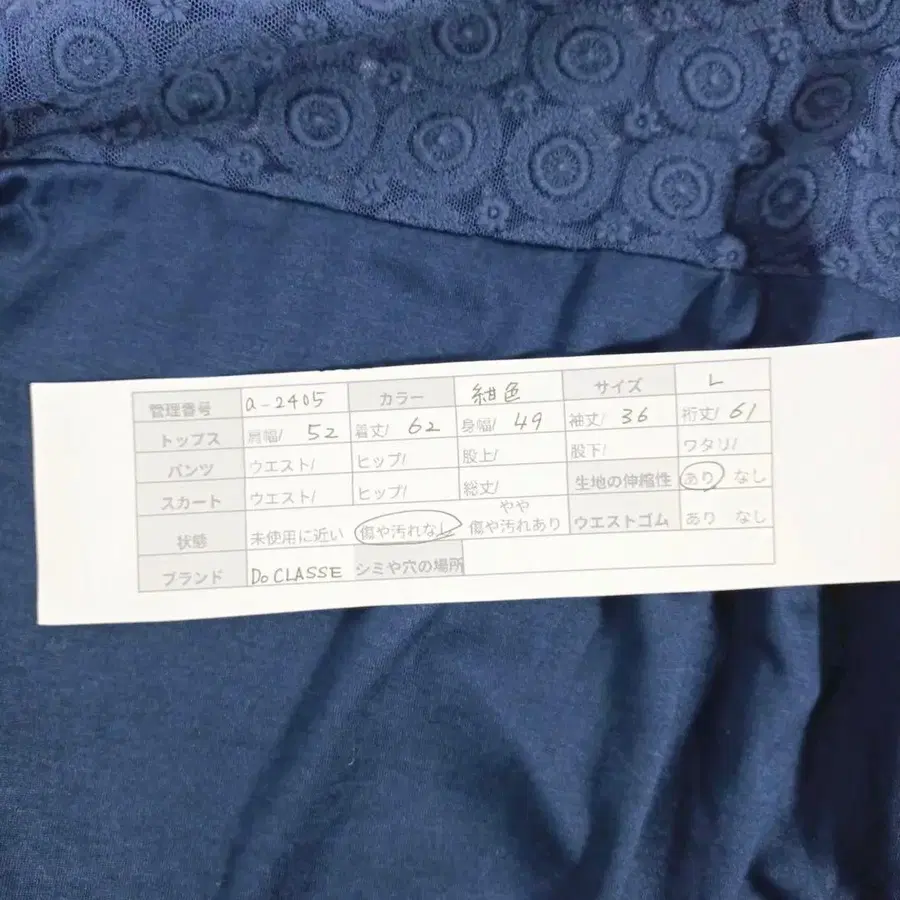 管理番号 a-2405 カラー 紺色 サイズ L
トップス 肩幅/ 52 着丈/ 62 身幅/ 49 袖丈/ 36 裄丈/ 61
パンツ ウエスト/ ヒップ/ 股上/ 股下/ ワタリ/
スカート ウエスト/ ヒップ/ 総丈/ 生地の伸縮性 あり なし
状態 未使用に近い 傷や汚れなし やや傷や汚れあり ウエストゴム あり なし
ブランド Do CLASSE シミや穴の場所